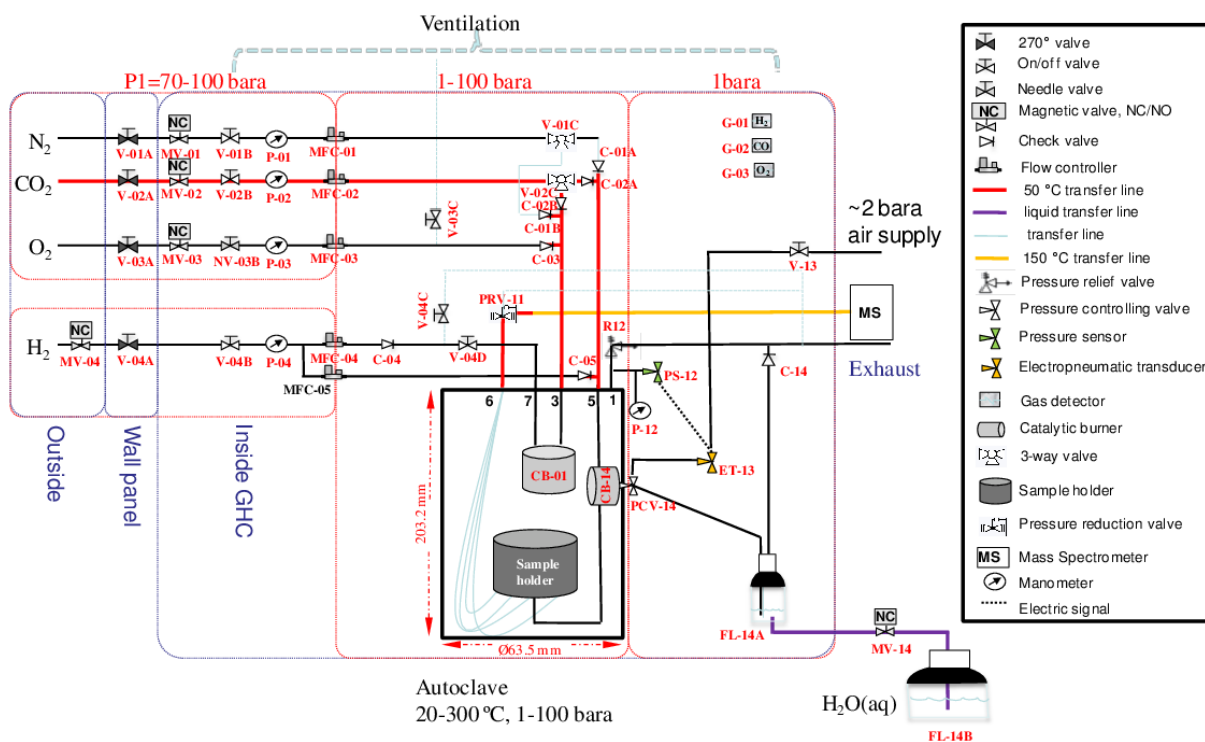 Ventilation
P1=70-100 bara
1-100 bara
1bara
N2
V-01A
NC
MV-01
V-01B
P-01
MFC-01
V-01C
C-01A
G-01 H2
G-02 CO
G-03 O2
CO2
V-02A
NC
MV-02
V-02B
P-02
MFC-02
V-02C
C-02A
C-02B
C-01B
V-03C
O2
V-03A
NC
MV-03
NV-03B
P-03
MFC-03
C-03
~2 bara
air supply
V-13
V-04C
PRV-11
MS
H2
NC
MV-04
V-04A
V-04B
P-04
MFC-04
C-04
V-04D
R12
C-05
MFC-05
PS-12
C-14
Exhaust
6
7
3
5
1
P-12
Outside
Wall panel
Inside GHC
203.2 mm
CB-01
CB-14
PCV-14
ET-13
Sample
holder
Ø63.5 mm
FL-14A
NC
MV-14
Autoclave
20-300 ºC, 1-100 bara
H2O(aq)
FL-14B
270° valve
On/off valve
Needle valve
NC
Magnetic valve, NC/NO
Check valve
Flow controller
50 °C transfer line
liquid transfer line
transfer line
150 °C transfer line
Pressure relief valve
Pressure controlling valve
Pressure sensor
Electropneumatic transducer
Gas detector
Catalytic burner
3-way valve
Sample holder
Pressure reduction valve
MS
Mass Spectrometer
Manometer
Electric signal